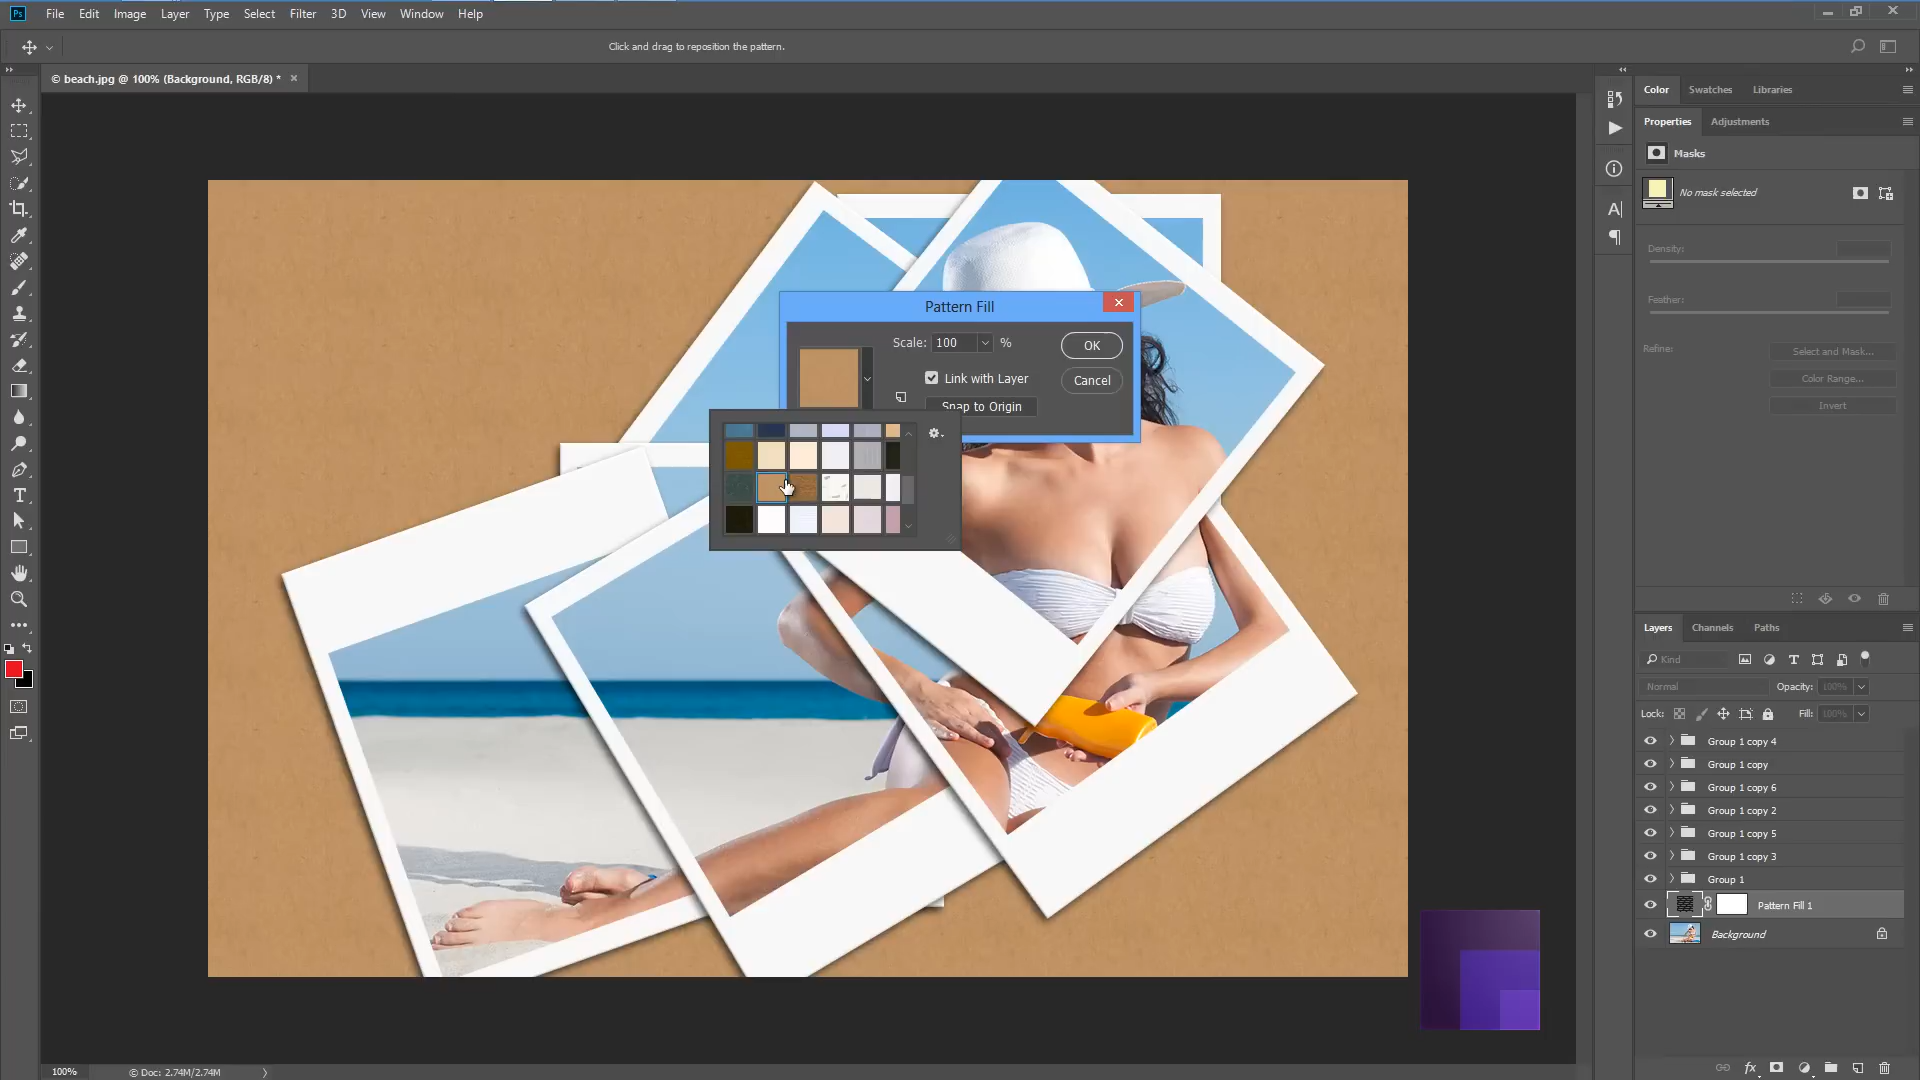 Ps File Edit Image Layer Type Select Filter 3D View Window Help
Click and drag to reposition the pattern.
© beach.jpg @ 100% (Background, RGB/8) * ×
Color Swatches Libraries
Properties Adjustments
Masks
No mask selected
Density:
Feather:
Refine:
Select and Mask...
Color Range...
Invert
Pattern Fill
Scale: 100 %
OK
Link with Layer
Cancel
Snap to Origin
Layers Channels Paths
Kind
Normal Opacity: 100%
Lock: Fill: 100%
Group 1 copy 4
Group 1 copy
Group 1 copy 6
Group 1 copy 2
Group 1 copy 5
Group 1 copy 3
Group 1
Pattern Fill 1
Background
fx
100% © Doc: 2.74M/2.74M